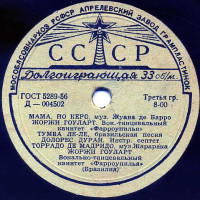 МОСОБЛСОВНАРХОЗ РСФСР АПРЕЛЕВСКИЙ ЗАВОД ГРАМПЛАСТИНОК
СССР
Долгоиграющая 33 об/м.
ГОСТ 5289-56
Третья гр.
Д — 004502
8-00
МАМА, ПО КЕРО, муз. Жуана де Барро
ЖОРЖИ ГОУЛАРТ. Вок.-танцевальный
квинтет «Фарроупилья»
ТУМБА ЛЕ-ЛЕ, бразильская песня
ДОЛОРЕС ДУРАН. Инстр. септет
ТОРРАДО ДЕ МАДРИДО, муз.
ЖОРЖИ ГОУЛАРТ
Вокально-танцевальный
квинтет «Фарроупилья»
(Бразилия)